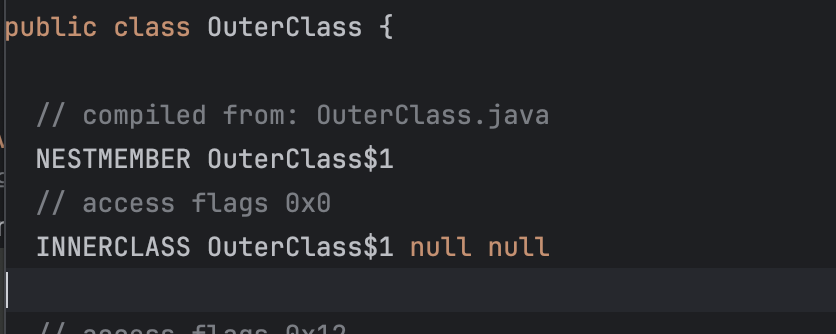 public class OuterClass {
// compiled from: OuterClass.java
NESTMEMBER OuterClass$1
// access flags 0x0
INNERCLASS OuterClass$1 null null
// access flags 0x12